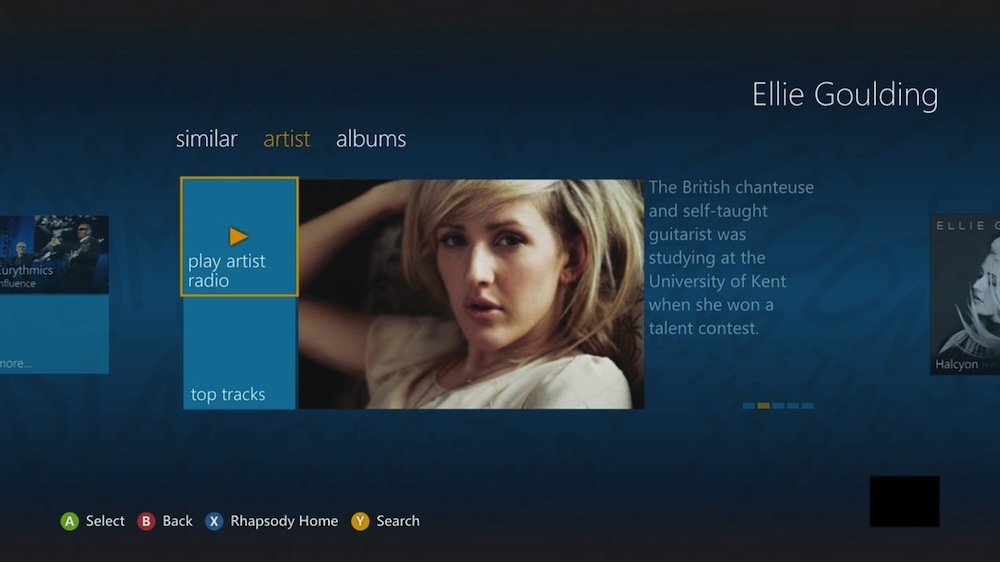 Ellie Goulding
similar artist albums
Eurythmics
nfluence
more...
play artist
radio
top tracks
The British chanteuse
and self-taught
guitarist was
studying at the
University of Kent
when she won a
talent contest.
ELLIE G
Halcyon
A Select B Back X Rhapsody Home Y Search